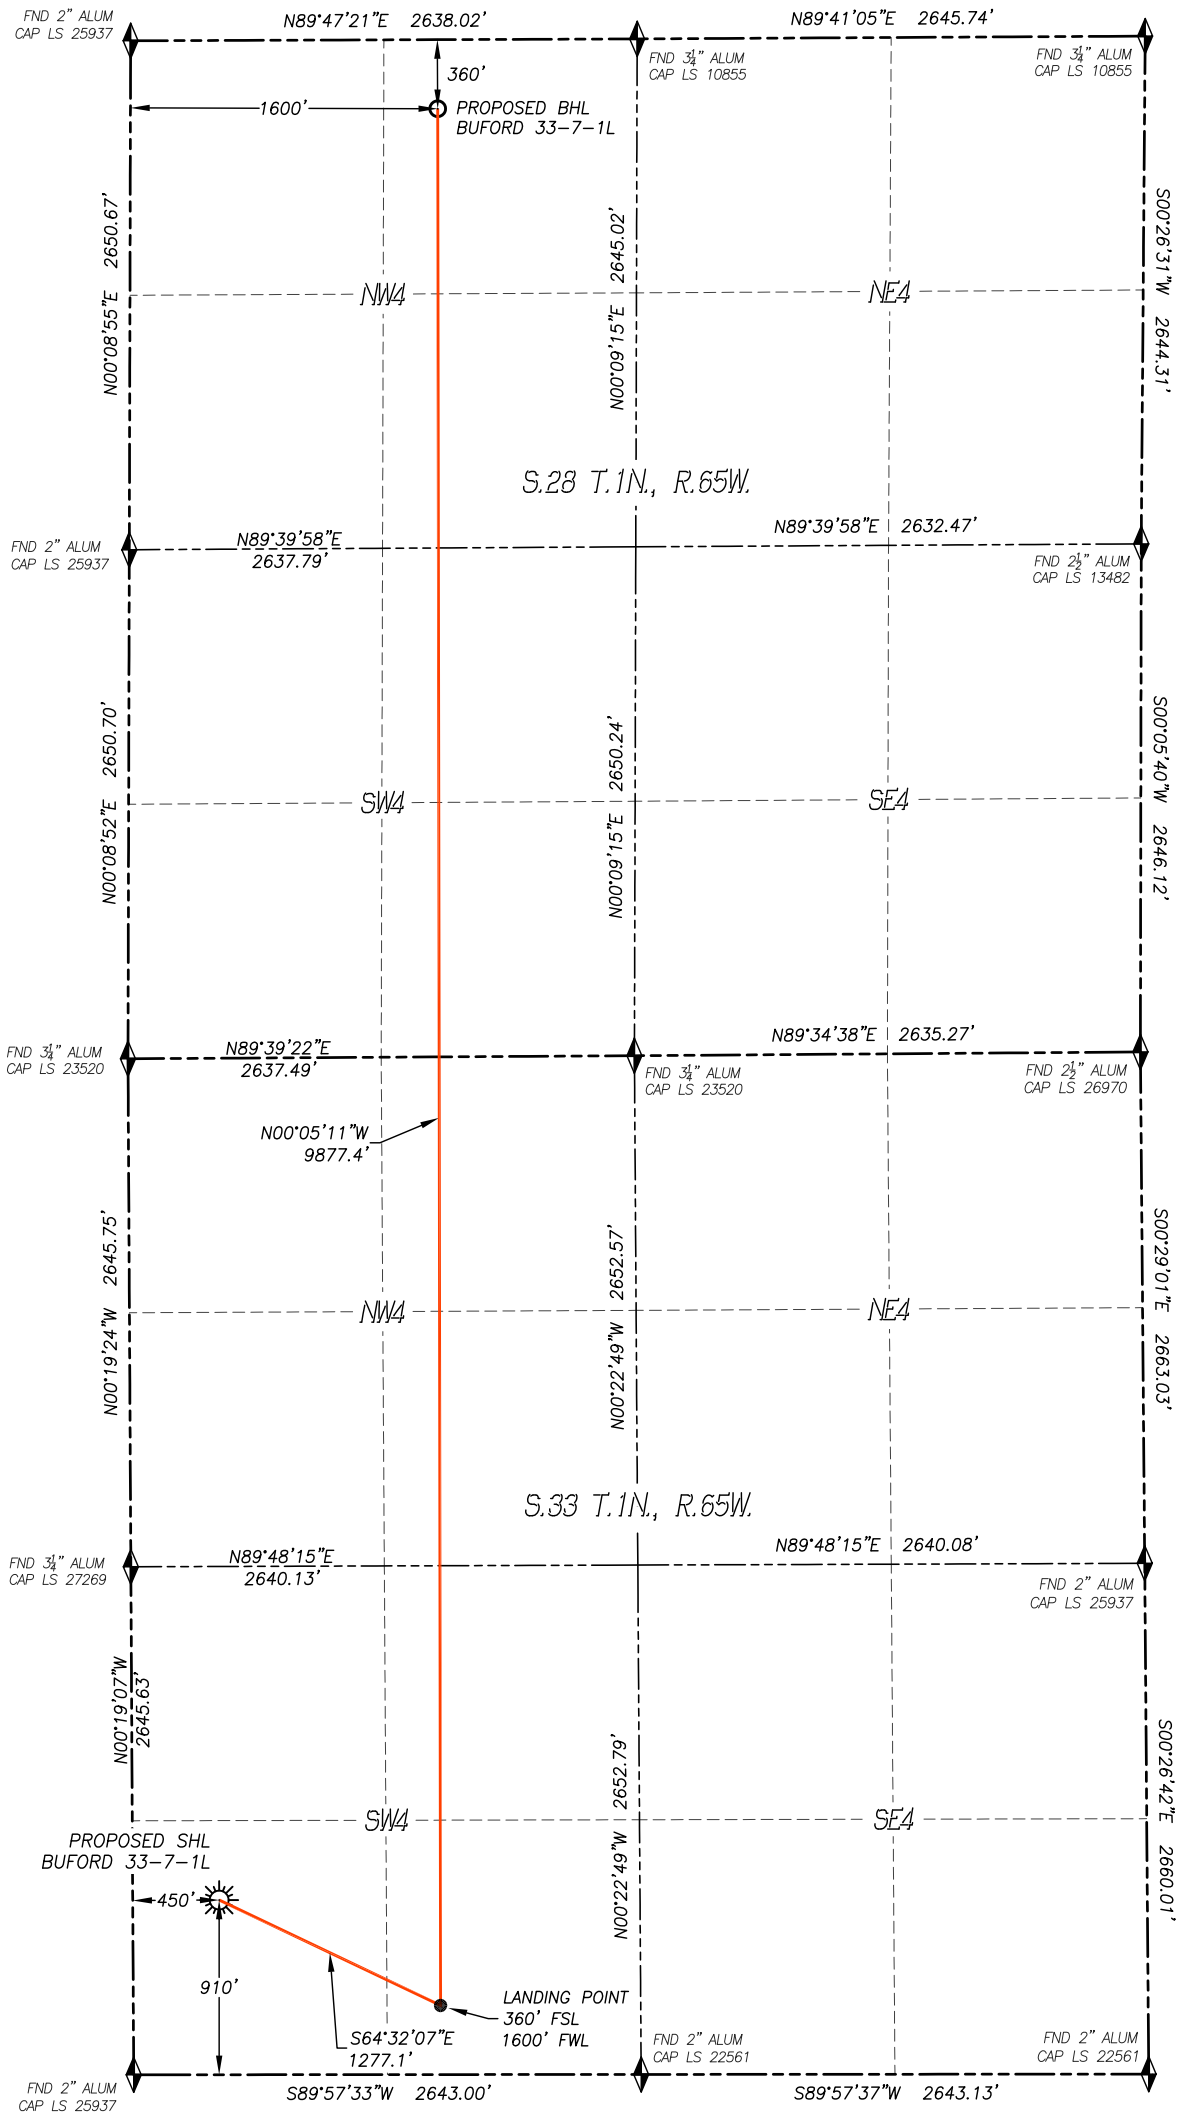 FND 2" ALUM
CAP LS 25937
N89°47'21"E 2638.02'
N89°41'05"E 2645.74'
FND 3¼" ALUM
CAP LS 10855
FND 3¼" ALUM
CAP LS 10855
360'
1600'
PROPOSED BHL
BUFORD 33-7-1L
N00°08'55"E 2650.67'
N00°09'15"E 2645.02'
S00°26'31"W 2644.31'
NW4
NE4
S.28 T.1N., R.65W.
FND 2" ALUM
CAP LS 25937
N89°39'58"E
2637.79'
N89°39'58"E 2632.47'
FND 2½" ALUM
CAP LS 13482
N00°08'52"E 2650.70'
N00°09'15"E 2650.24'
S00°05'40"W 2646.12'
SW4
SE4
FND 3¼" ALUM
CAP LS 23520
N89°39'22"E
2637.49'
N89°34'38"E 2635.27'
FND 3¼" ALUM
CAP LS 23520
FND 2½" ALUM
CAP LS 26970
N00°05'11"W
9877.4'
N00°19'24"W 2645.75'
N00°22'49"W 2652.57'
S00°29'01"E 2663.03'
NW4
NE4
S.33 T.1N., R.65W.
FND 3¼" ALUM
CAP LS 27269
N89°48'15"E
2640.13'
N89°48'15"E 2640.08'
FND 2" ALUM
CAP LS 25937
N00°19'07"W
2645.63'
N00°22'49"W 2652.79'
S00°26'42"E 2660.01'
SW4
SE4
PROPOSED SHL
BUFORD 33-7-1L
450'
910'
LANDING POINT
360' FSL
1600' FWL
S64°32'07"E
1277.1'
FND 2" ALUM
CAP LS 22561
FND 2" ALUM
CAP LS 22561
FND 2" ALUM
CAP LS 25937
S89°57'33"W 2643.00'
S89°57'37"W 2643.13'